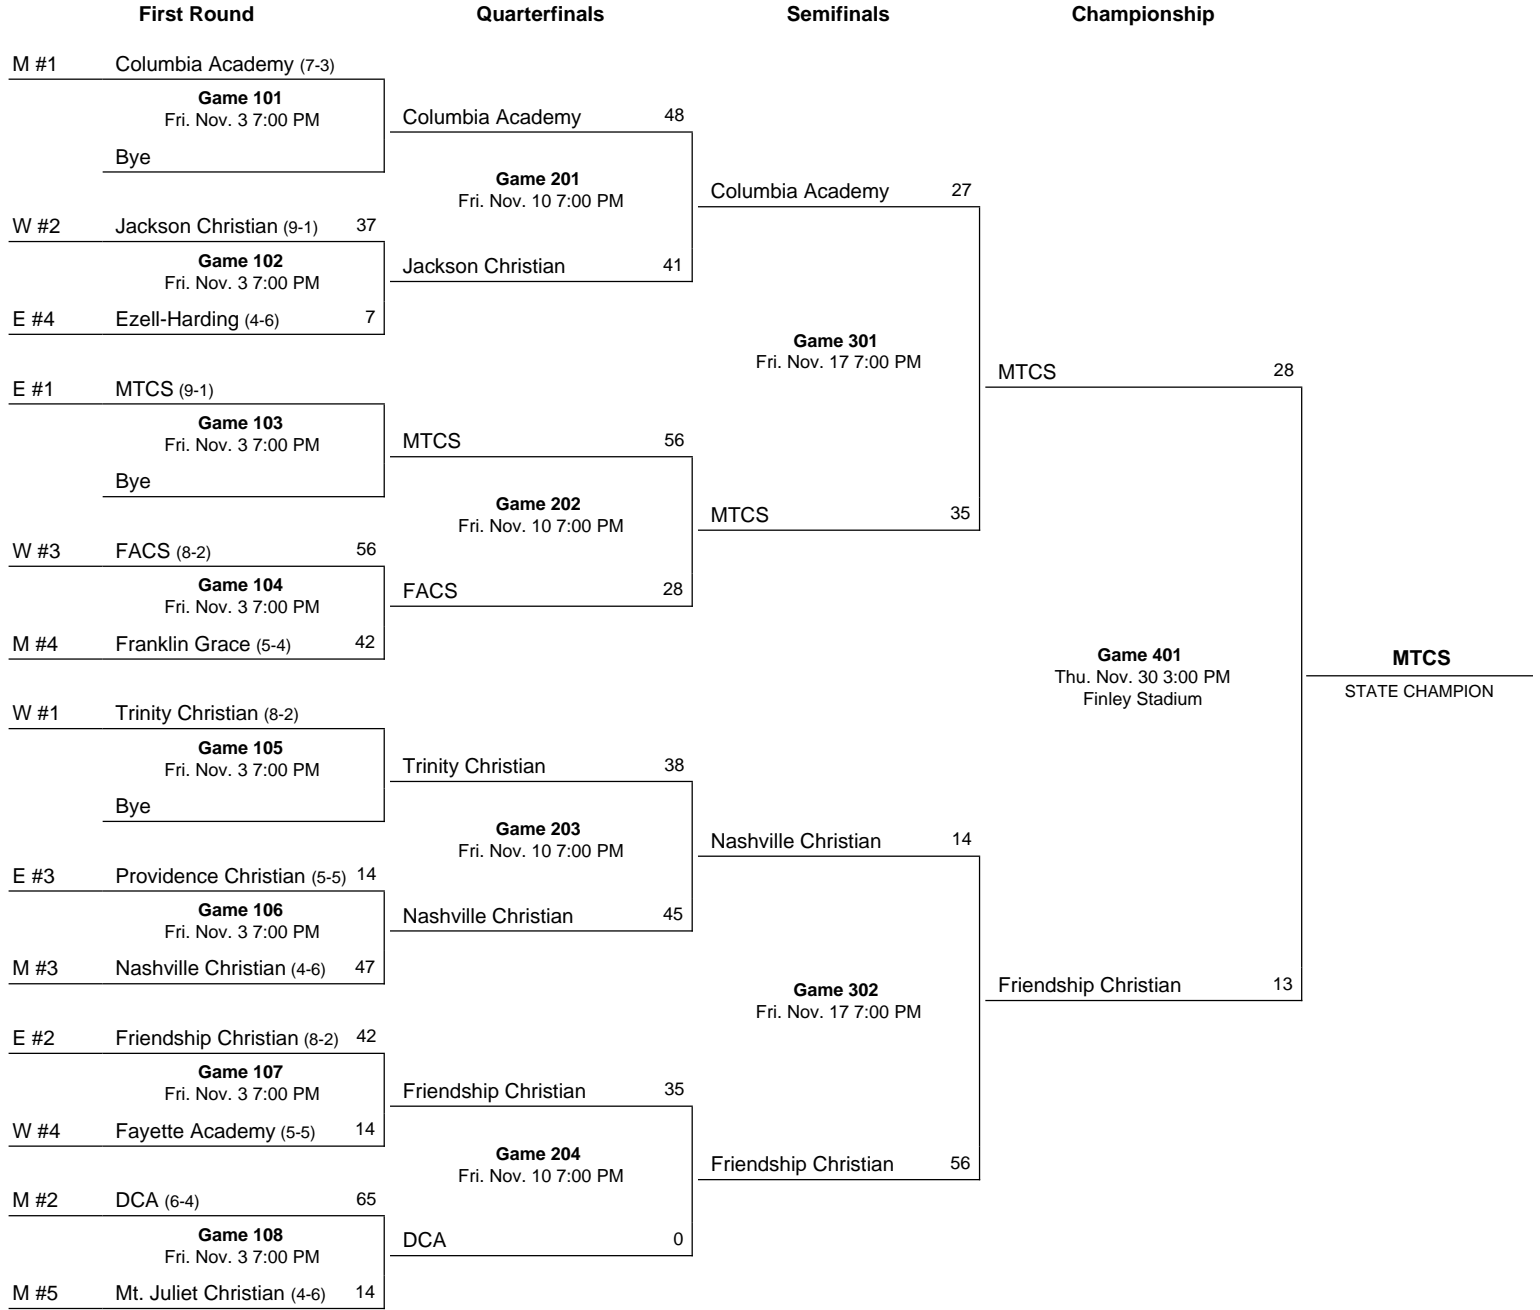 First Round Quarterfinals Semifinals Championship
M #1 Columbia Academy (7-3)
Game 101
Fri. Nov. 3 7:00 PM
Bye
W #2 Jackson Christian (9-1) 37
Game 102
Fri. Nov. 3 7:00 PM
E #4 Ezell-Harding (4-6) 7
E #1 MTCS (9-1)
Game 103
Fri. Nov. 3 7:00 PM
Bye
W #3 FACS (8-2) 56
Game 104
Fri. Nov. 3 7:00 PM
M #4 Franklin Grace (5-4) 42
W #1 Trinity Christian (8-2)
Game 105
Fri. Nov. 3 7:00 PM
Bye
E #3 Providence Christian (5-5) 14
Game 106
Fri. Nov. 3 7:00 PM
M #3 Nashville Christian (4-6) 47
E #2 Friendship Christian (8-2) 42
Game 107
Fri. Nov. 3 7:00 PM
W #4 Fayette Academy (5-5) 14
M #2 DCA (6-4) 65
Game 108
Fri. Nov. 3 7:00 PM
M #5 Mt. Juliet Christian (4-6) 14
Columbia Academy 48
Game 201
Fri. Nov. 10 7:00 PM
Jackson Christian 41
MTCS 56
Game 202
Fri. Nov. 10 7:00 PM
FACS 28
Trinity Christian 38
Game 203
Fri. Nov. 10 7:00 PM
Nashville Christian 45
Friendship Christian 35
Game 204
Fri. Nov. 10 7:00 PM
DCA 0
Columbia Academy 27
Game 301
Fri. Nov. 17 7:00 PM
MTCS 35
Nashville Christian 14
Game 302
Fri. Nov. 17 7:00 PM
Friendship Christian 56
MTCS 28
Game 401
Thu. Nov. 30 3:00 PM
Finley Stadium
Friendship Christian 13
MTCS
STATE CHAMPION